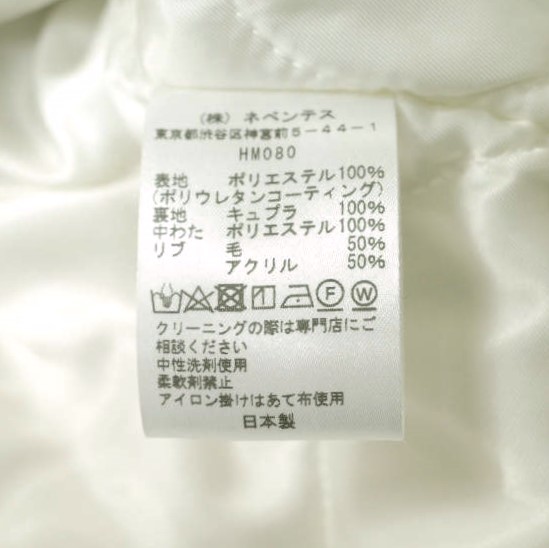 （株）ネペンテス
東京都渋谷区神宮前5-44-1
HM080
表地 ポリエステル100%
(ポリウレタンコーティング)
裏地 キュプラ 100%
中わた ポリエステル100%
リブ 毛 50%
アクリル 50%
F W
クリーニングの際は専門店にご
相談ください
中性洗剤使用
柔軟剤禁止
アイロン掛けはあて布使用
日本製